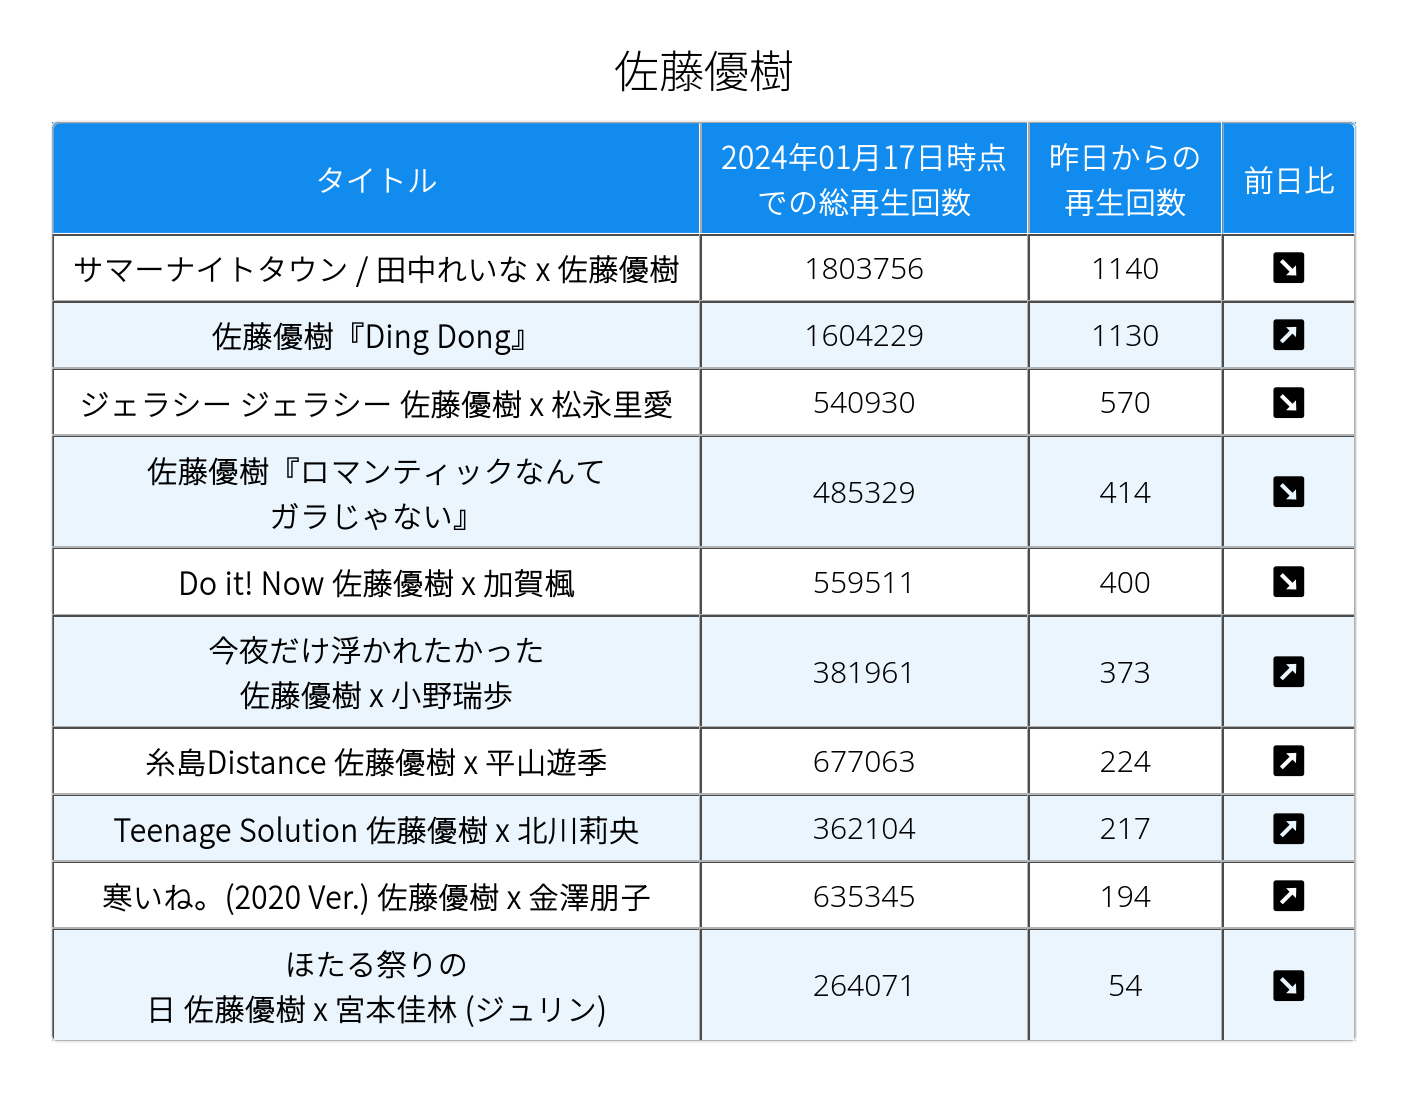 佐藤優樹
タイトル
2024年01月17日時点
での総再生回数
昨日からの
再生回数
前日比
サマーナイトタウン / 田中れいな x 佐藤優樹
1803756
1140
佐藤優樹『Ding Dong』
1604229
1130
ジェラシー ジェラシー 佐藤優樹 x 松永里愛
540930
570
佐藤優樹『ロマンティックなんて
ガラじゃない』
485329
414
Do it! Now 佐藤優樹 x 加賀楓
559511
400
今夜だけ浮かれたかった
佐藤優樹 x 小野瑞歩
381961
373
糸島Distance 佐藤優樹 x 平山遊季
677063
224
Teenage Solution 佐藤優樹 x 北川莉央
362104
217
寒いね。(2020 Ver.) 佐藤優樹 x 金澤朋子
635345
194
ほたる祭りの
日 佐藤優樹 x 宮本佳林 (ジュリン)
264071
54